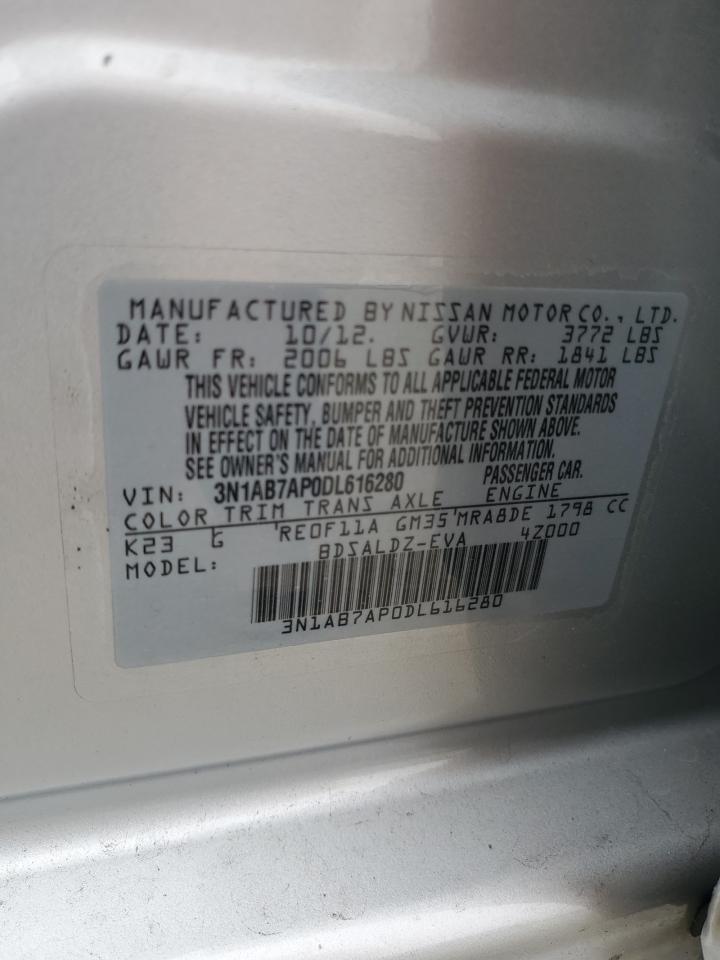 MANUFACTURED BY NISSAN MOTOR CO., LTD.
DATE: 10/12. GVWR: 3772 LBS
GAWR FR: 2006 LBS GAWR RR: 1841 LBS
THIS VEHICLE CONFORMS TO ALL APPLICABLE FEDERAL MOTOR
VEHICLE SAFETY, BUMPER AND THEFT PREVENTION STANDARDS
IN EFFECT ON THE DATE OF MANUFACTURE SHOWN ABOVE.
SEE OWNER'S MANUAL FOR ADDITIONAL INFORMATION.
VIN: 3N1AB7AP0DL616280 PASSENGER CAR.
COLOR TRIM TRANS AXLE ENGINE
K23 G RE0F11A GM35 MRA8DE 1798 CC
MODEL: BDSALDZ-EVA 4Z000
3N1AB7AP0DL616280